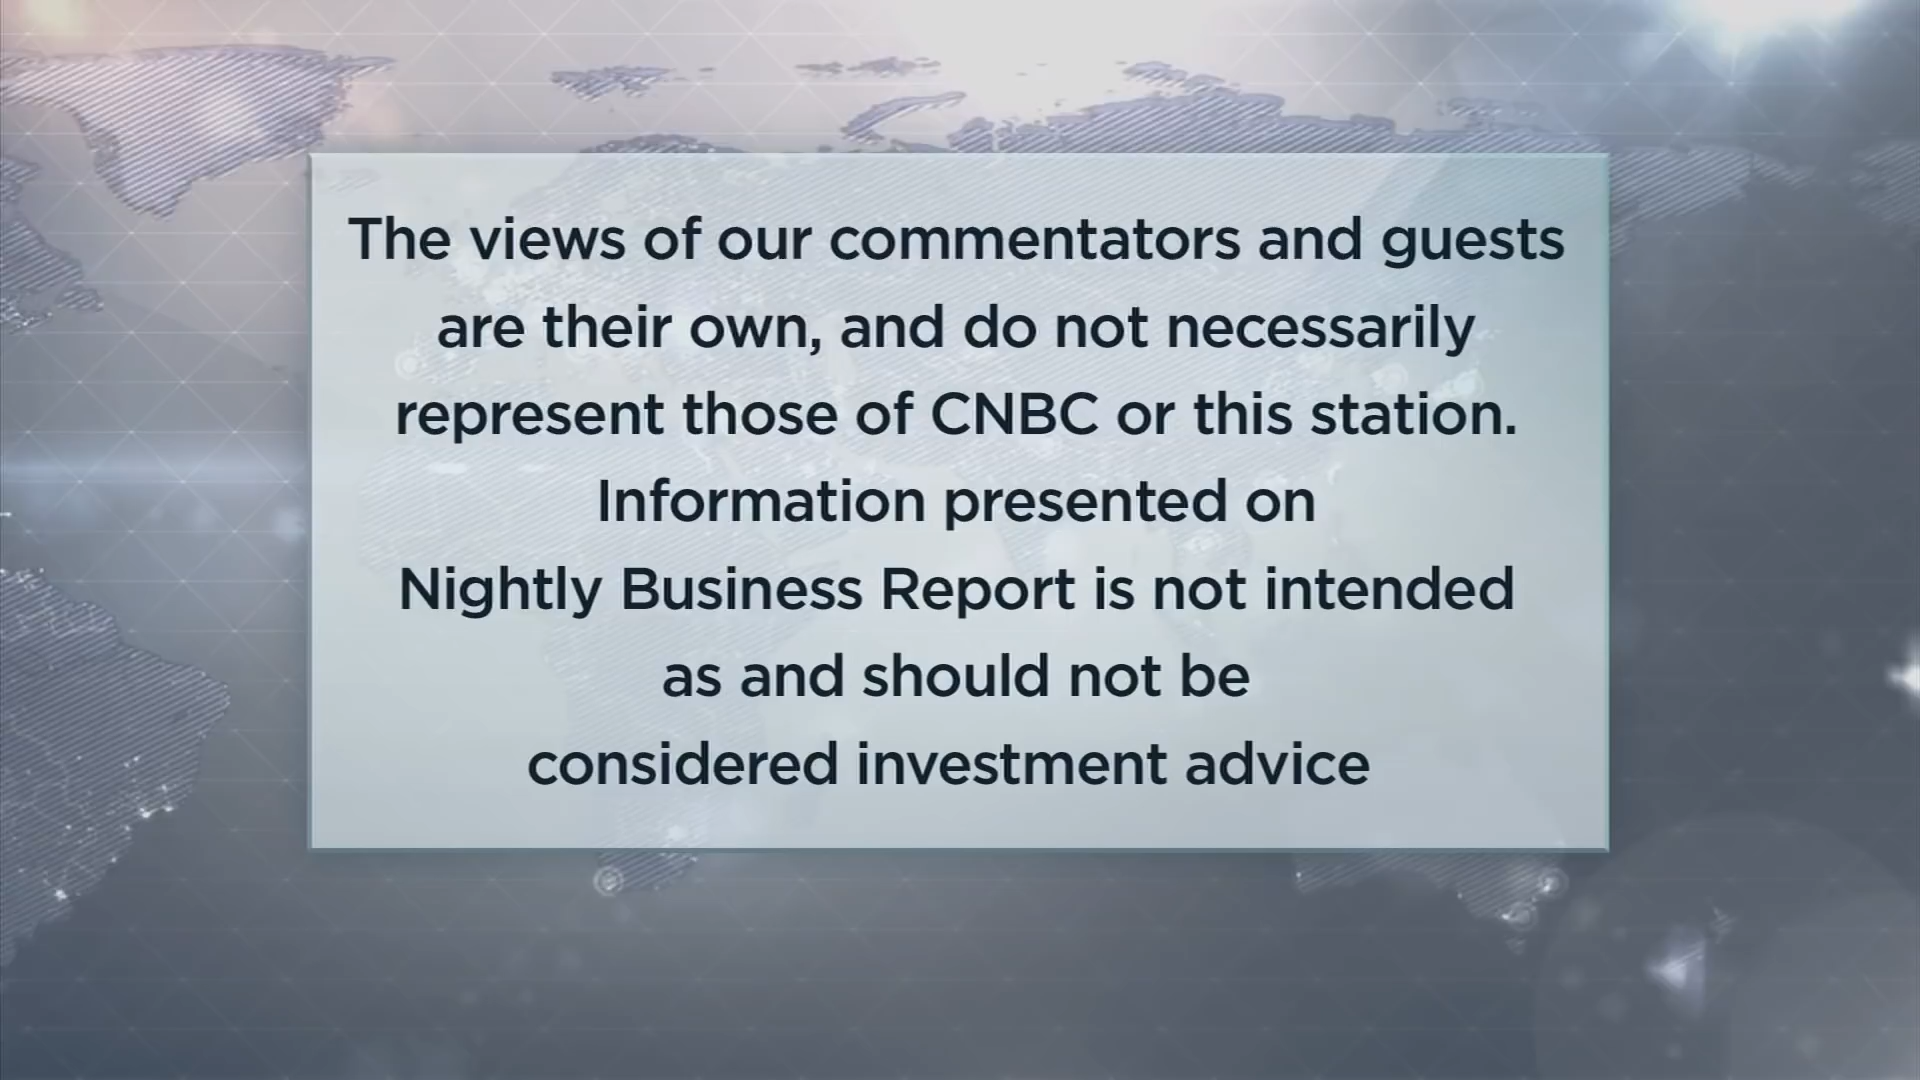 The views of our commentators and guests
are their own, and do not necessarily
represent those of CNBC or this station.
Information presented on
Nightly Business Report is not intended
as and should not be
considered investment advice